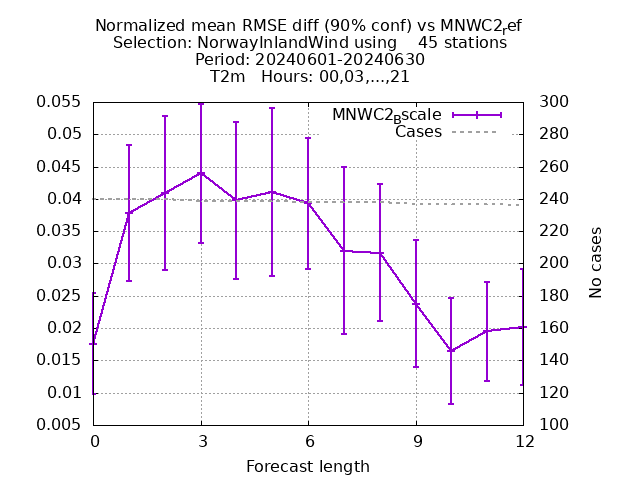 Normalized mean RMSE diff (90% conf) vs MNWC2_ref
Selection: NorwayInlandWind using 45 stations
Period: 20240601-20240630
T2m Hours: 00,03,...,21
MNWC2_Bscale
Cases
0.055
0.05
0.045
0.04
0.035
0.03
0.025
0.02
0.015
0.01
0.005
300
280
260
240
220
200
180
160
140
120
100
No cases
0 3 6 9 12
Forecast length